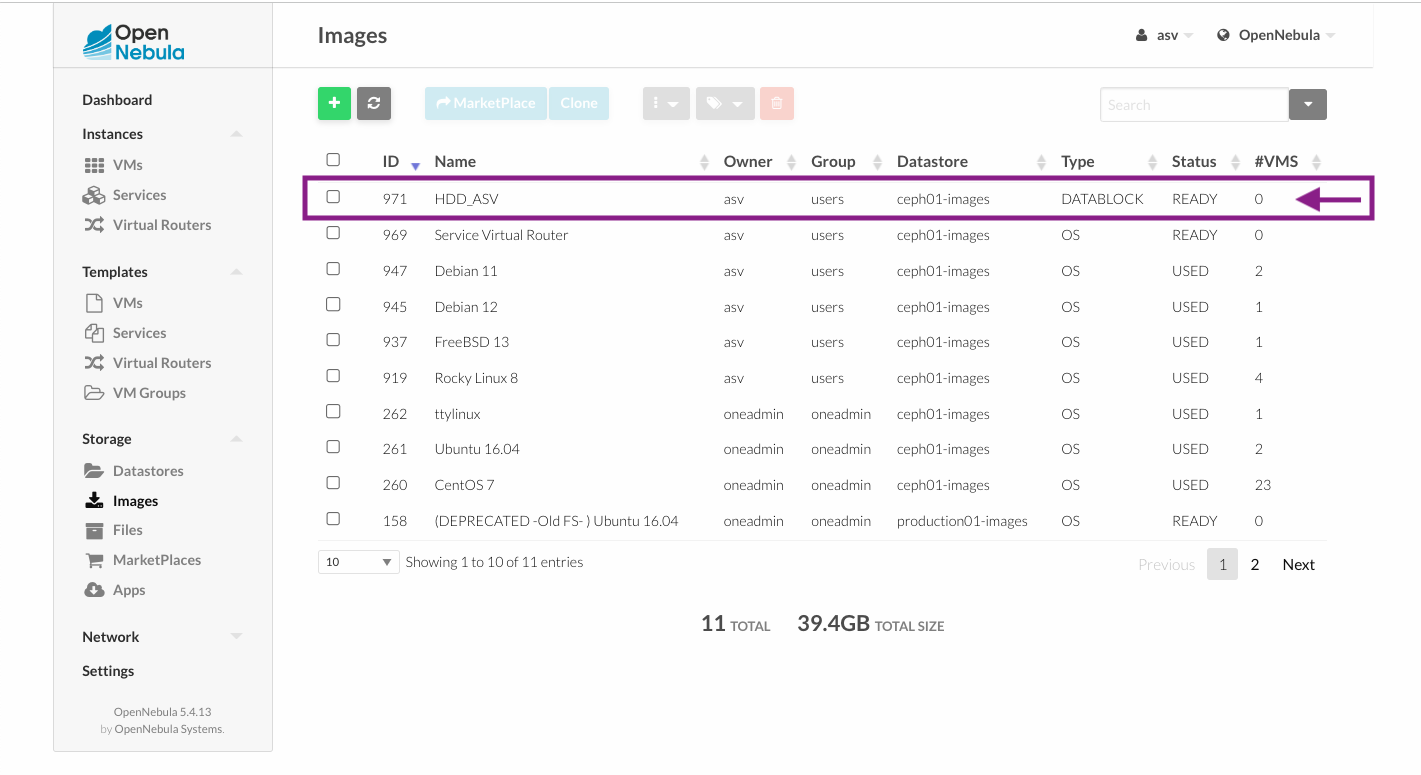 Open
Nebula
Images
asv
OpenNebula
Dashboard
Instances
VMs
Services
Virtual Routers
Templates
VMs
Services
Virtual Routers
VM Groups
Storage
Datastores
Images
Files
MarketPlaces
Apps
Network
Settings
OpenNebula 5.4.13
by OpenNebula Systems.
MarketPlace
Clone
Search
ID Name Owner Group Datastore Type Status #VMS
971 HDD_ASV asv users ceph01-images DATABLOCK READY 0
969 Service Virtual Router asv users ceph01-images OS READY 0
947 Debian 11 asv users ceph01-images OS USED 2
945 Debian 12 asv users ceph01-images OS USED 1
937 FreeBSD 13 asv users ceph01-images OS USED 1
919 Rocky Linux 8 asv users ceph01-images OS USED 4
262 ttylinux oneadmin oneadmin ceph01-images OS USED 1
261 Ubuntu 16.04 oneadmin oneadmin ceph01-images OS USED 2
260 CentOS 7 oneadmin oneadmin ceph01-images OS USED 23
158 (DEPRECATED -Old FS- ) Ubuntu 16.04 oneadmin oneadmin production01-images OS READY 0
10 Showing 1 to 10 of 11 entries
Previous 1 2 Next
11 TOTAL 39.4GB TOTAL SIZE